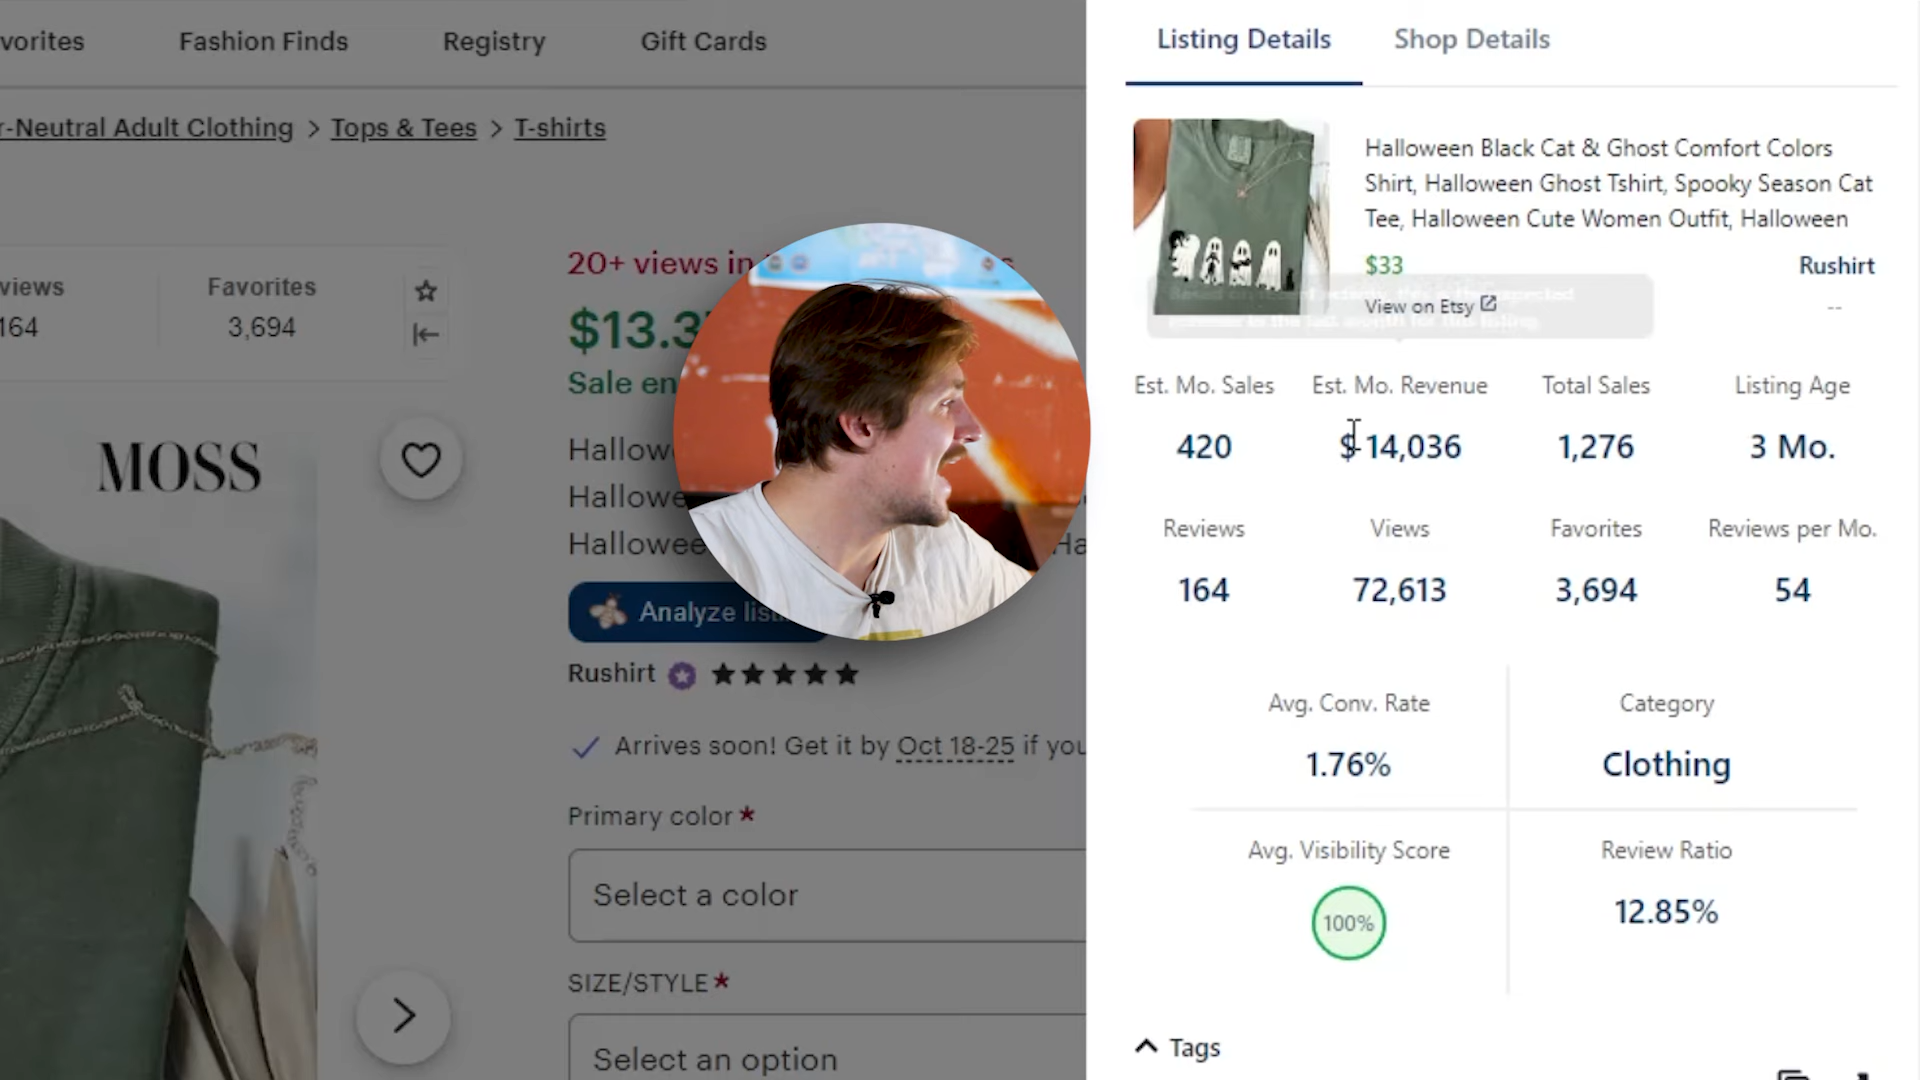 vorites
Fashion Finds
Registry
Gift Cards
r-Neutral Adult Clothing > Tops & Tees > T-shirts
views
164
Favorites
3,694
MOSS
20+ views in
$13.3
Sale en
Hallow
Hallowe
Hallowee
Ha
Analyze list
Rushirt
Arrives soon! Get it by Oct 18-25 if you
Primary color *
Select a color
SIZE/STYLE *
Select an option
Listing Details
Shop Details
Halloween Black Cat & Ghost Comfort Colors
Shirt, Halloween Ghost Tshirt, Spooky Season Cat
Tee, Halloween Cute Women Outfit, Halloween
$33
Rushirt
View on Etsy
--
Est. Mo. Sales
420
Est. Mo. Revenue
$14,036
Total Sales
1,276
Listing Age
3 Mo.
Reviews
164
Views
72,613
Favorites
3,694
Reviews per Mo.
54
Avg. Conv. Rate
1.76%
Category
Clothing
Avg. Visibility Score
100%
Review Ratio
12.85%
Tags